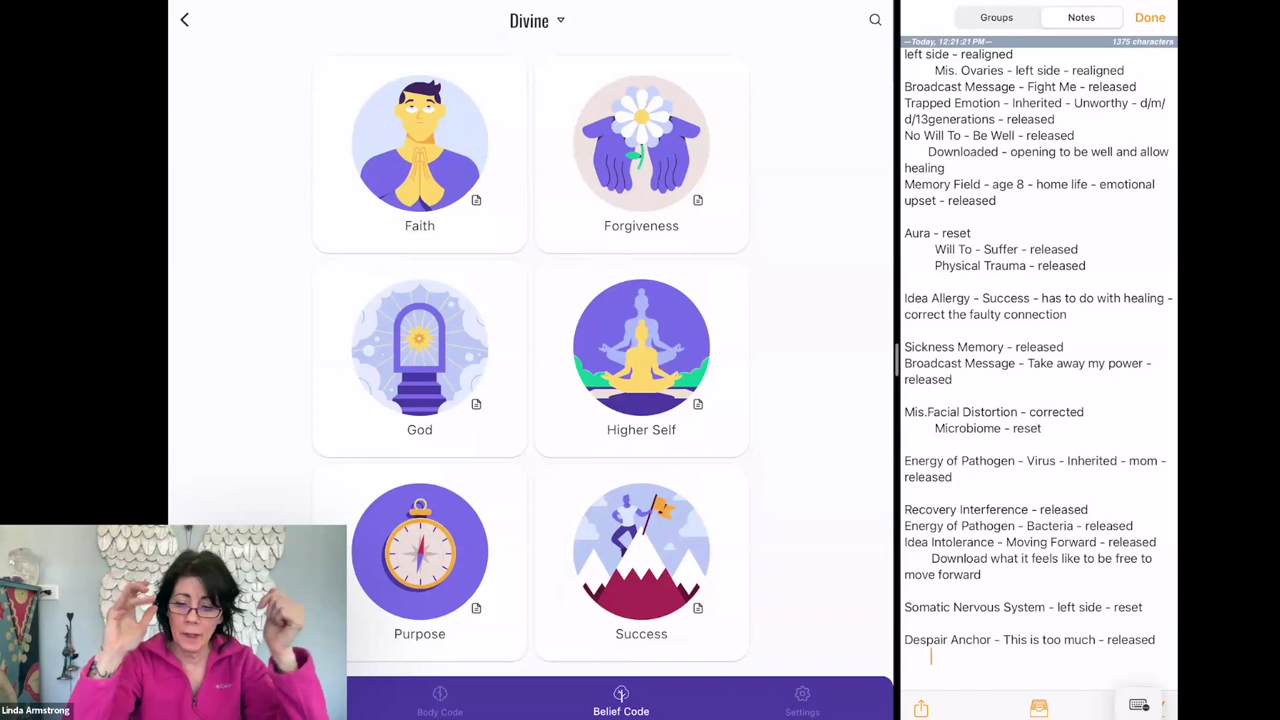 Divine
Faith
Forgiveness
God
Higher Self
Purpose
Success
Body Code
Belief Code
Settings
Linda Armstrong
Groups
Notes
Done
—Today, 12:21:21 PM—
1375 characters
left side - realigned
Mis. Ovaries - left side - realigned
Broadcast Message - Fight Me - released
Trapped Emotion - Inherited - Unworthy - d/m/
d/13generations - released
No Will To - Be Well - released
Downloaded - opening to be well and allow
healing
Memory Field - age 8 - home life - emotional
upset - released
Aura - reset
Will To - Suffer - released
Physical Trauma - released
Idea Allergy - Success - has to do with healing -
correct the faulty connection
Sickness Memory - released
Broadcast Message - Take away my power -
released
Mis.Facial Distortion - corrected
Microbiome - reset
Energy of Pathogen - Virus - Inherited - mom -
released
Recovery Interference - released
Energy of Pathogen - Bacteria - released
Idea Intolerance - Moving Forward - released
Download what it feels like to be free to
move forward
Somatic Nervous System - left side - reset
Despair Anchor - This is too much - released